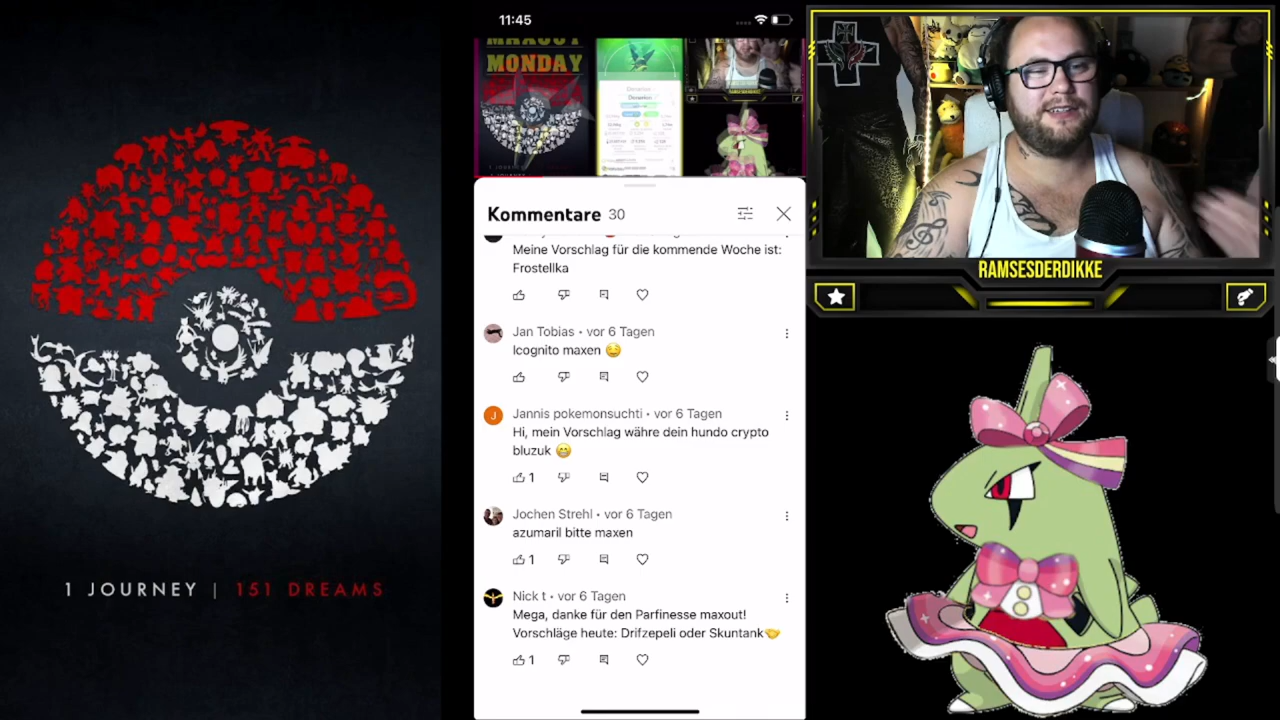 11:45
MAXOUT
MONDAY
Kommentare 30
Meine Vorschlag für die kommende Woche ist:
Frostellka
Jan Tobias • vor 6 Tagen
Icognito maxen
J
Jannis pokemonsuchti • vor 6 Tagen
Hi, mein Vorschlag währe dein hundo crypto
bluzuk
1
Jochen Strehl • vor 6 Tagen
azumaril bitte maxen
1
Nick t • vor 6 Tagen
Mega, danke für den Parfinesse maxout!
Vorschläge heute: Drifzepeli oder Skuntank
1
1 JOURNEY | 151 DREAMS
RAMSESDERDIKKE